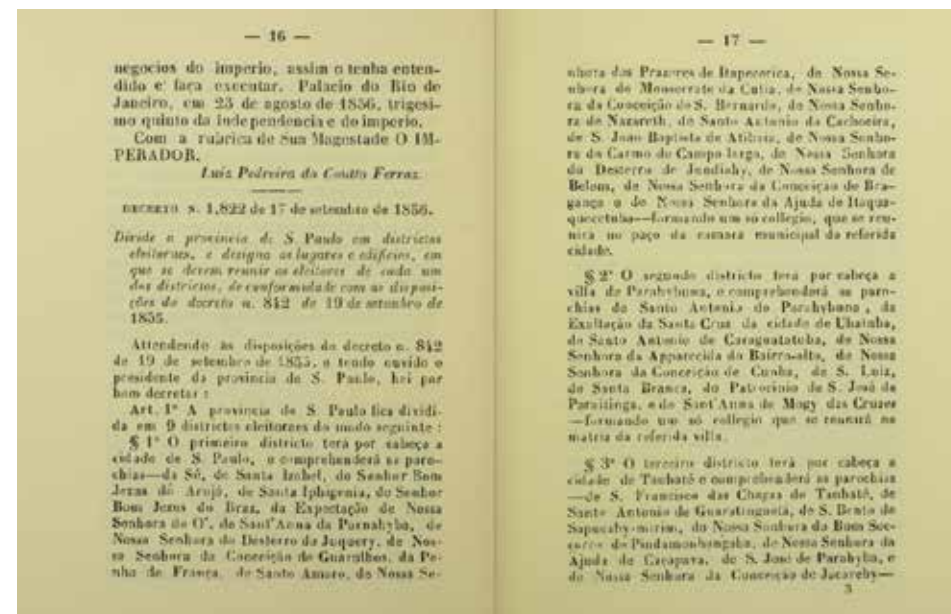 — 16 —
negocios do imperio, assim o tenha enten-
dido e faça executar. Palacio do Rio de
Janeiro, em 23 de agosto de 1856, trigesi-
mo quinto da independencia e do imperio.
Com a rubrica de Sua Magestade O IM-
PERADOR.
Luiz Pedreira do Coutto Ferraz.
DECRETO N. 1,822 de 17 de setembro de 1856.
Divide a provincia de S. Paulo em districtos
eleitoraes, e designa os lugares e edificios, em
que se devem reunir os eleitores de cada um
dos districtos, de conformidade com as disposi-
ções do decreto n. 842 de 19 de setembro de
1855.
Attendendo as disposições do decreto n. 842
de 19 de setembro de 1855, e tendo ouvido o
presidente da provincia de S. Paulo, hei por
bem decretar :
Art. 1º A provincia de S. Paulo fica dividi-
da em 9 districtos eleitoraes do modo seguinte :
§ 1º O primeiro districto terá por cabeça a
cidade de S. Paulo, e comprehenderá as paro-
chias—da Sé, de Santa Izabel, do Senhor Bom
Jezus do Arujá, de Santa Iphigenia, do Senhor
Bom Jezus do Braz, da Expectação de Nossa
Senhora do O', de Sant'Anna da Parnahyba, de
Nossa Senhora do Desterro do Juquery, de Nos-
sa Senhora da Conceição de Guarulhos, da Pe-
nha de França, de Santo Amaro, de Nossa Se-
— 17 —
nhora dos Prazeres de Itapecerica, de Nossa Se-
nhora de Monserrate da Cutia, de Nossa Senho-
ra da Conceição de S. Bernardo, de Nossa Senho-
ra de Nazareth, de Santo Antonio da Cachoeira,
de S. João Baptista de Atibaia, de Nossa Senho-
ra do Carmo de Campo largo, de Nossa Senhora
do Desterro de Jundiahy, de Nossa Senhora de
Belem, de Nossa Senhora da Conceição de Bra-
gança e de Nossa Senhora da Ajuda de Itaqua-
quecetuba—formando um só collegio, que se reu-
nirá no paço da camara municipal da referida
cidade.
§ 2º O segundo districto terá por cabeça a
villa de Parahybuna, e comprehenderá as paro-
chias de Santo Antonio de Parahybuna, da
Exaltação da Santa Cruz da cidade de Ubatuba,
de Santo Antonio de Caraguatatuba, de Nossa
Senhora da Apparecida do Bairro-alto, de Nossa
Senhora da Conceição de Cunha, de S. Luiz,
de Santa Branca, do Patrocinio de S. José da
Paraitinga, e de Sant'Anna de Mogy das Cruzes
—formando um só collegio que se reunirá na
matriz da referida villa.
§ 3º O terceiro districto terá por cabeça a
cidade de Taubaté e comprehenderá as parochias
—de S. Francisco das Chagas de Taubaté, de
Santo Antonio de Guaratinguetá, de S. Bento de
Sapucahy-mirim, de Nossa Senhora do Bom Suc-
cesso de Pindamonhangaba, de Nossa Senhora da
Ajuda de Caçapava, de S. José de Parahyba, e
de Nossa Senhora da Conceição de Jacarehy—
3